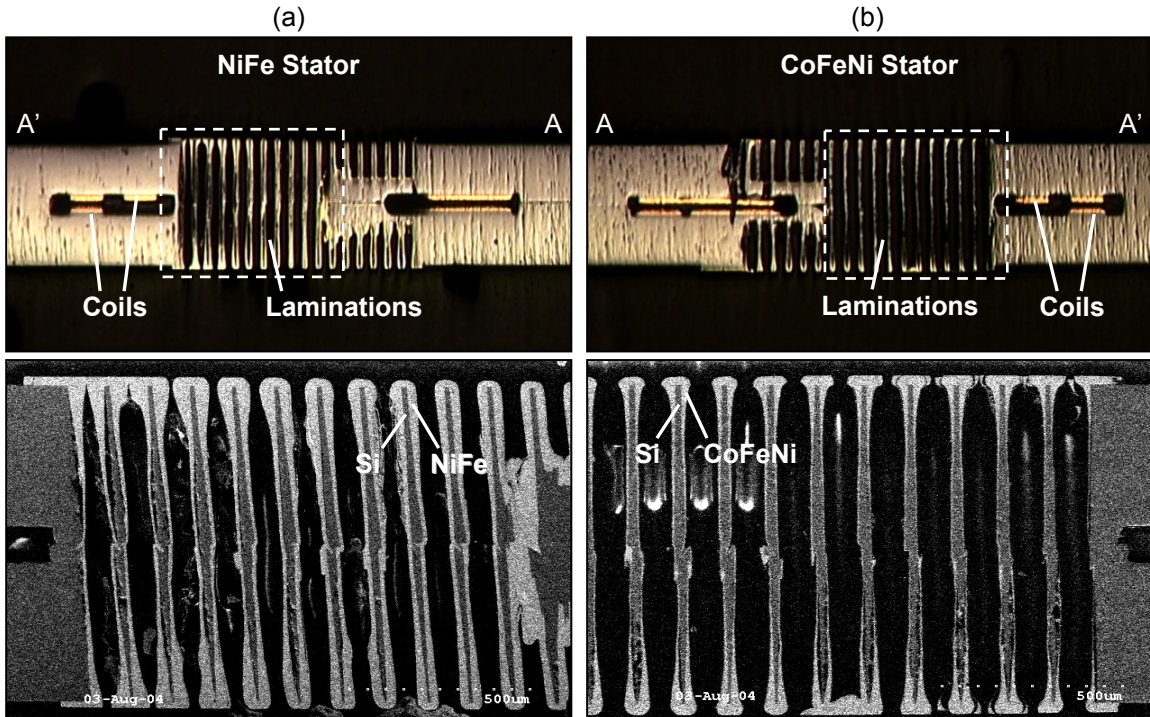 (a)
(b)
NiFe Stator
CoFeNi Stator
A'
A
A
A'
Coils
Laminations
Laminations
Coils
Si
NiFe
Si
CoFeNi
03-Aug-04
500um
03-Aug-04
500um